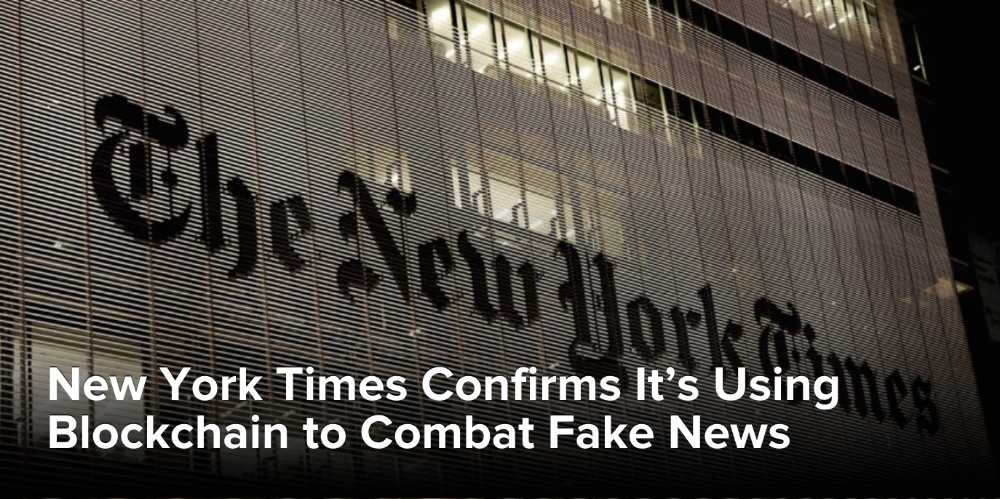 The New York Times
New York Times Confirms It’s Using
Blockchain to Combat Fake News